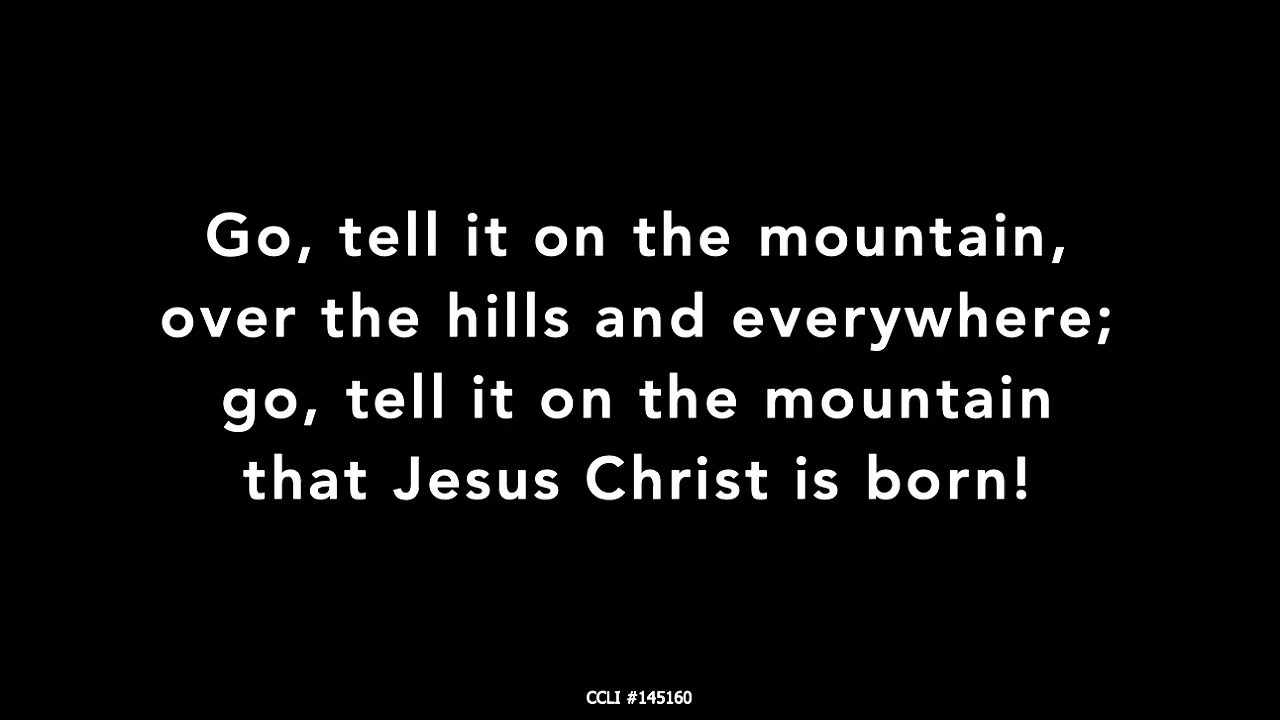 Go, tell it on the mountain,
over the hills and everywhere;
go, tell it on the mountain
that Jesus Christ is born!
CCLI #145160